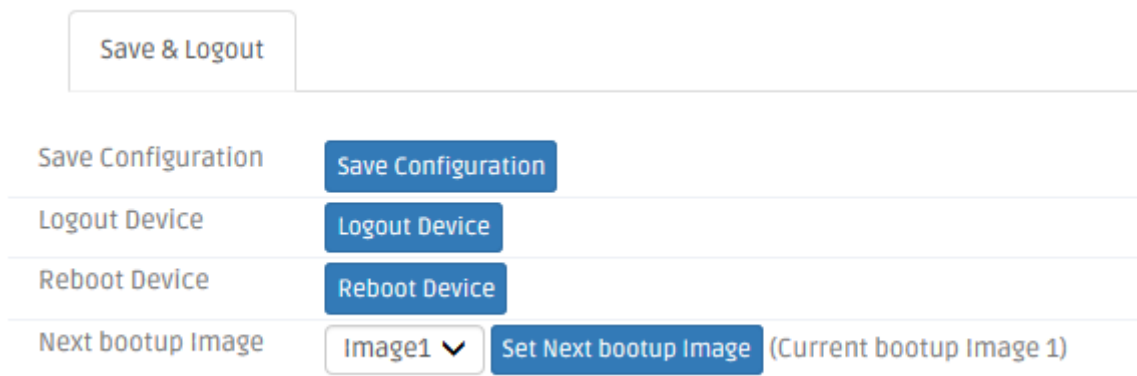 Save & Logout
Save Configuration Save Configuration
Logout Device Logout Device
Reboot Device Reboot Device
Next bootup Image Image1 Set Next bootup Image (Current bootup Image 1)